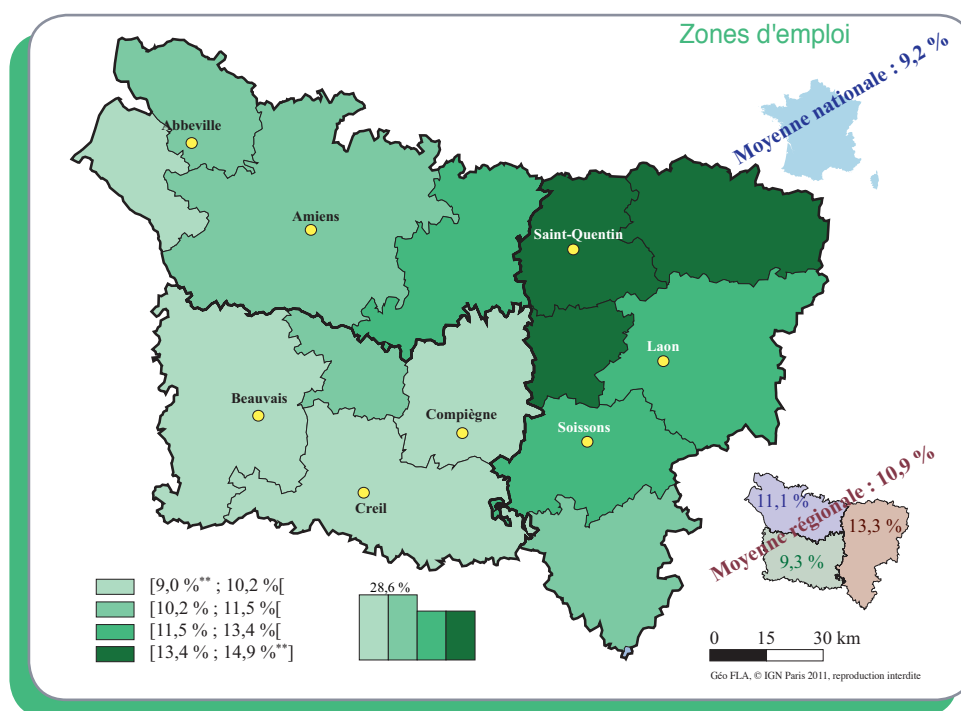 Zones d'emploi
Moyenne nationale : 9,2 %
Abbeville
Amiens
Saint-Quentin
Laon
Beauvais
Compiègne
Soissons
Creil
Moyenne régionale : 10,9 %
11,1 %
13,3 %
9,3 %
[9,0 %** ; 10,2 %[
[10,2 % ; 11,5 %[
[11,5 % ; 13,4 %[
[13,4 % ; 14,9 %**]
28,6 %
0 15 30 km
Géo FLA, © IGN Paris 2011, reproduction interdite